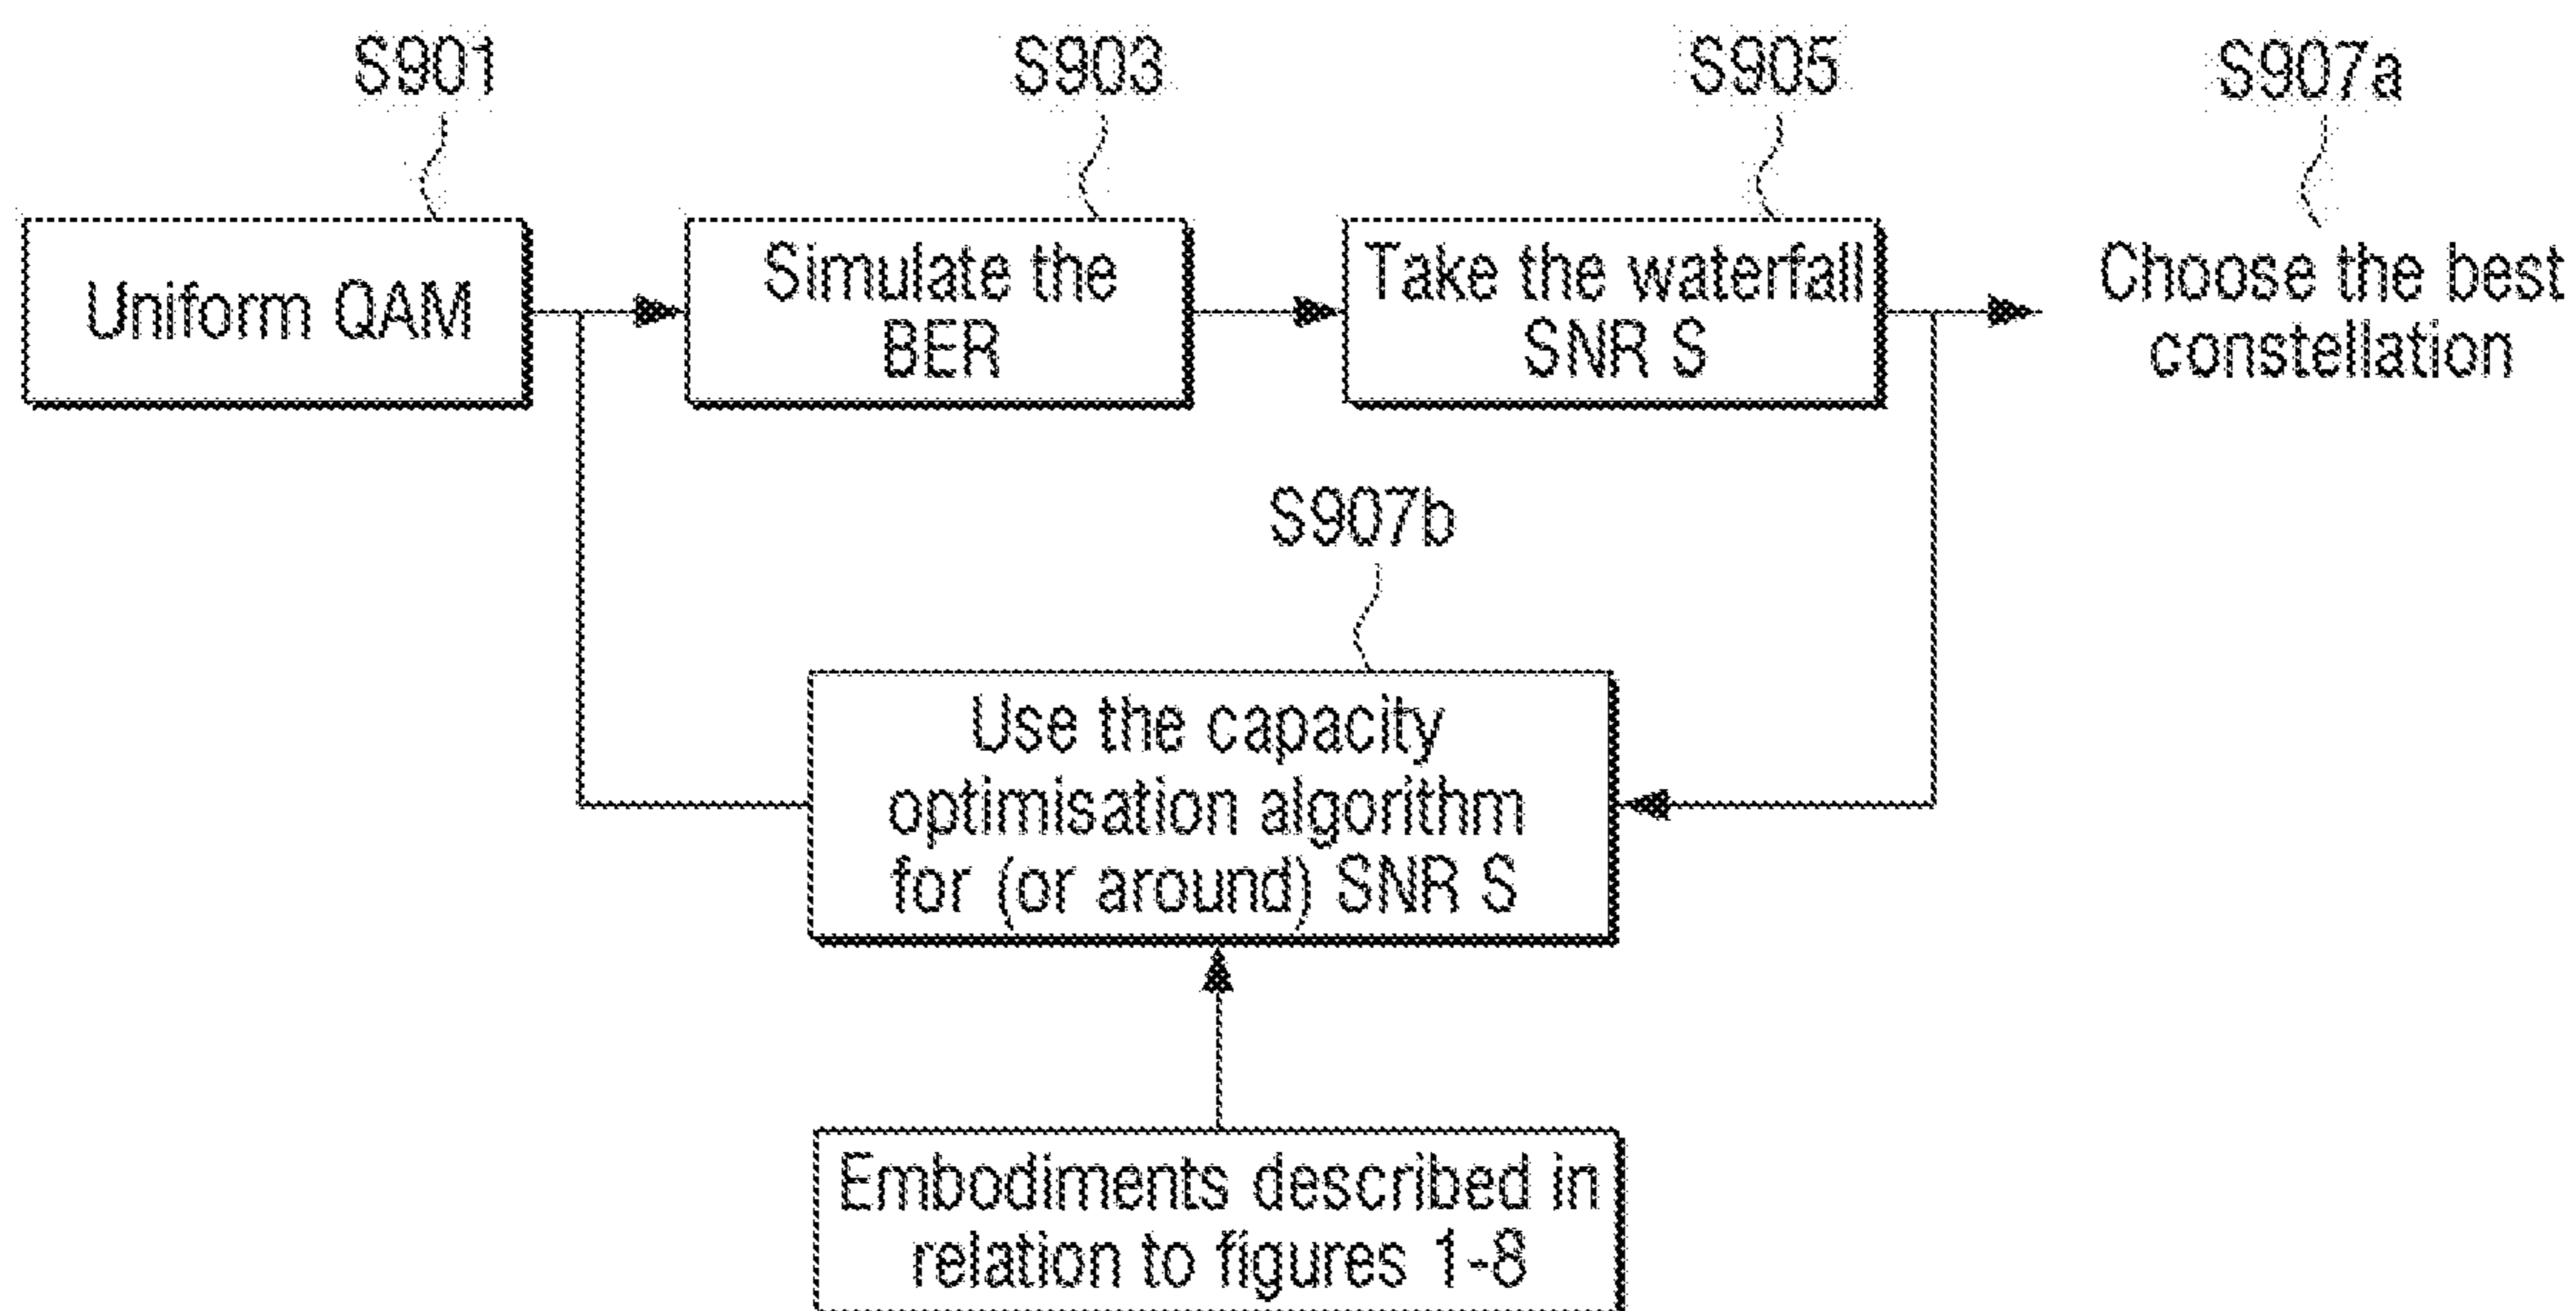 S901
S903
S905
S907a
Uniform QAM
Simulate the
BER
Take the waterfall
SNR S
Choose the best
constellation
S907b
Use the capacity
optimisation algorithm
for (or around) SNR S
Embodiments described in
relation to figures 1-8